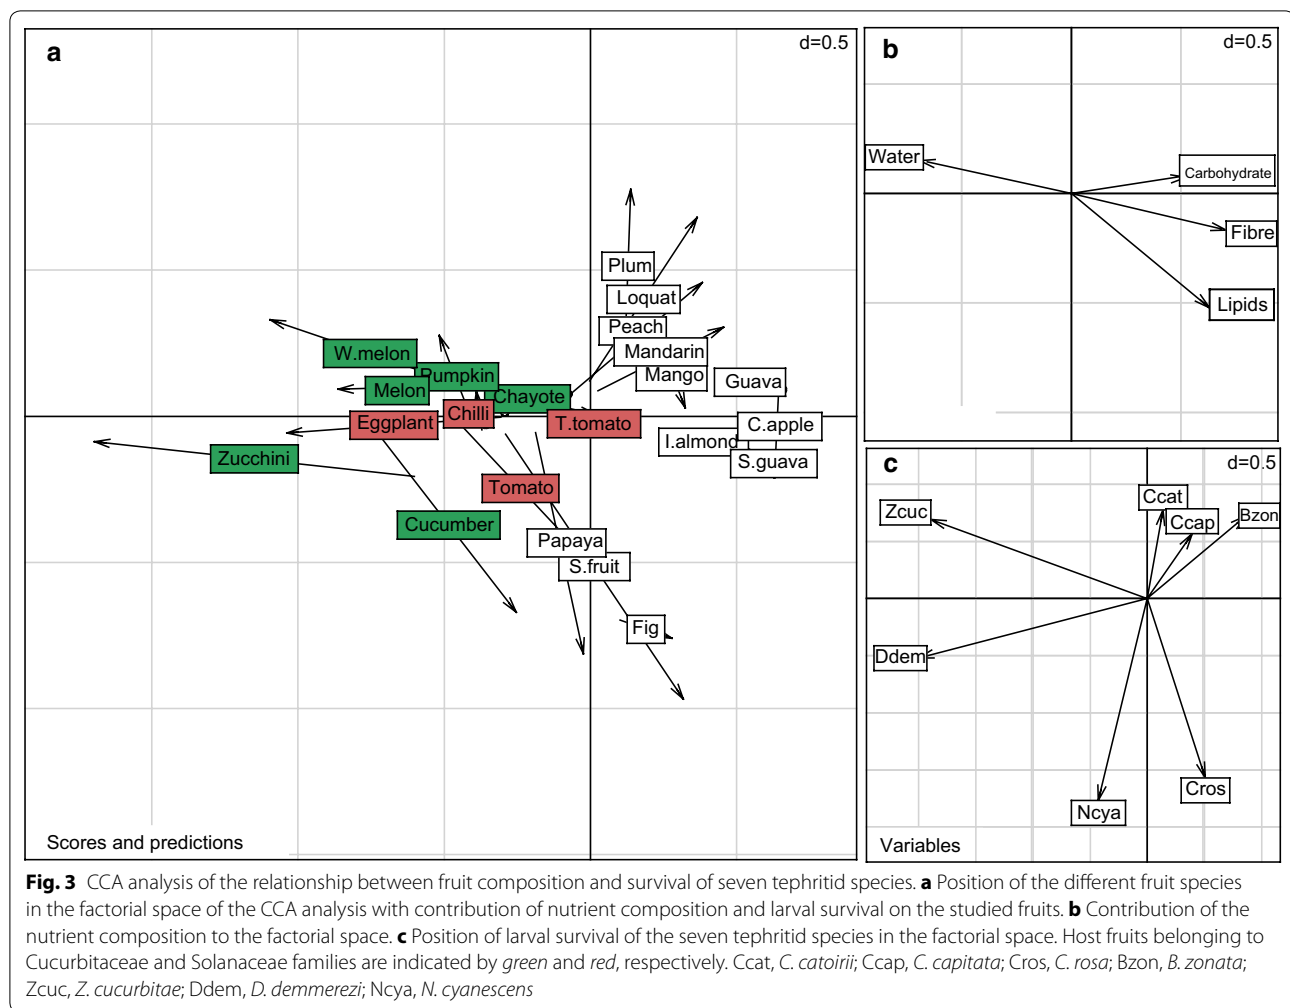 a
d=0.5
Plum
Loquat
Peach
Mandarin
Mango
Guava
W.melon
Pumpkin
Melon
Chayote
Chilli
Eggplant
T.tomato
C.apple
I.almond
S.guava
Zucchini
Tomato
Cucumber
Papaya
S.fruit
Fig
Scores and predictions
b
d=0.5
Water
Carbohydrate
Fibre
Lipids
c
d=0.5
Ccat
Zcuc
Ccap
Bzon
Ddem
Cros
Ncya
Variables
Fig. 3 CCA analysis of the relationship between fruit composition and survival of seven tephritid species. a Position of the different fruit species
in the factorial space of the CCA analysis with contribution of nutrient composition and larval survival on the studied fruits. b Contribution of the
nutrient composition to the factorial space. c Position of larval survival of the seven tephritid species in the factorial space. Host fruits belonging to
Cucurbitaceae and Solanaceae families are indicated by green and red, respectively. Ccat, C. catoirii; Ccap, C. capitata; Cros, C. rosa; Bzon, B. zonata;
Zcuc, Z. cucurbitae; Ddem, D. demmerezi; Ncya, N. cyanescens